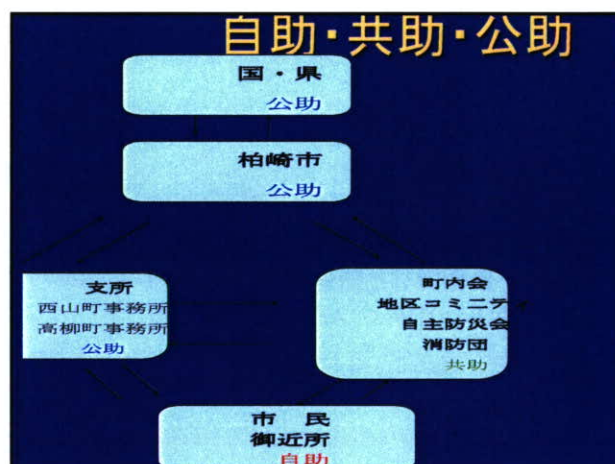 自助・共助・公助
国・県
公助
柏崎市
公助
支所
西山町事務所
高柳町事務所
公助
町内会
地区コミニテ
自主防災会
消防団
共助
市　民
御近所
自助